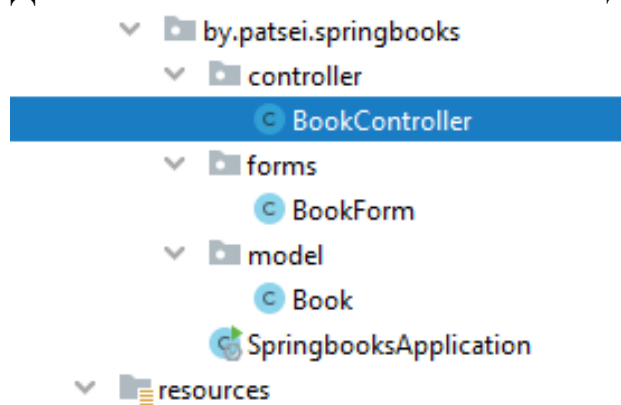 by.patsei.springbooks
controller
C BookController
forms
C BookForm
model
C Book
C SpringbooksApplication
resources